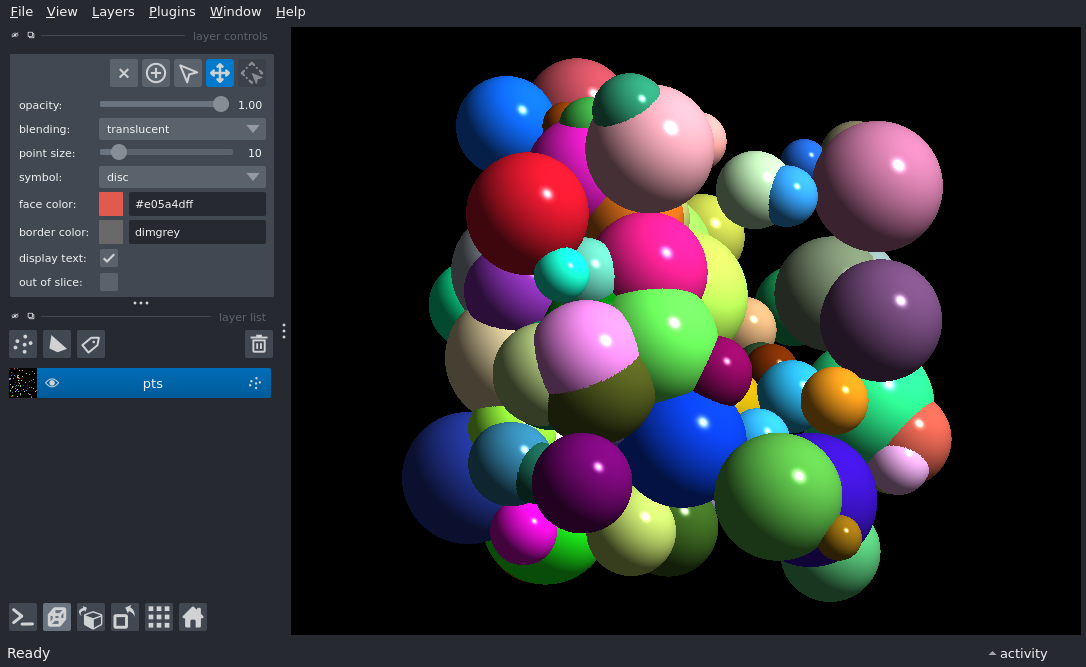 File View Layers Plugins Window Help
layer controls
opacity: 1.00
blending: translucent
point size: 10
symbol: disc
face color: #e05a4dff
border color: dimgrey
display text:
out of slice:
layer list
pts
Ready activity